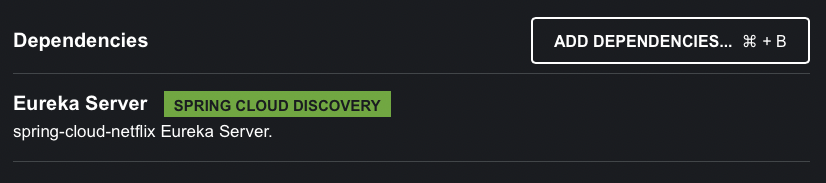 Dependencies
ADD DEPENDENCIES... ⌘ + B
Eureka Server SPRING CLOUD DISCOVERY
spring-cloud-netflix Eureka Server.